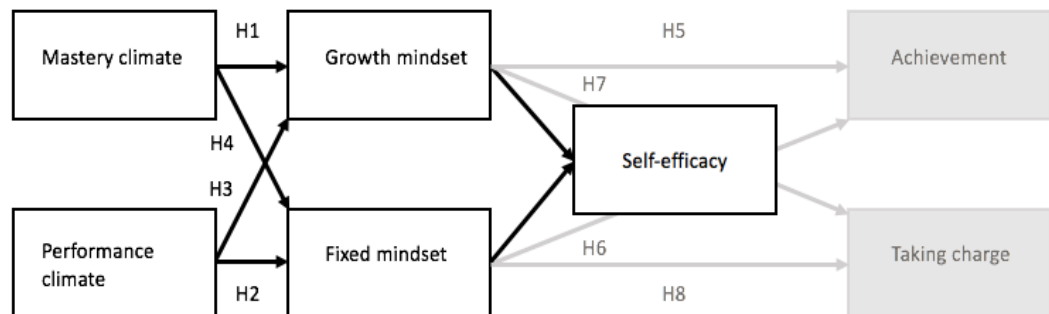 H1
H5
Mastery climate
Growth mindset
Achievement
H7
H4
Self-efficacy
H3
Performance
climate
Fixed mindset
H6
Taking charge
H2
H8